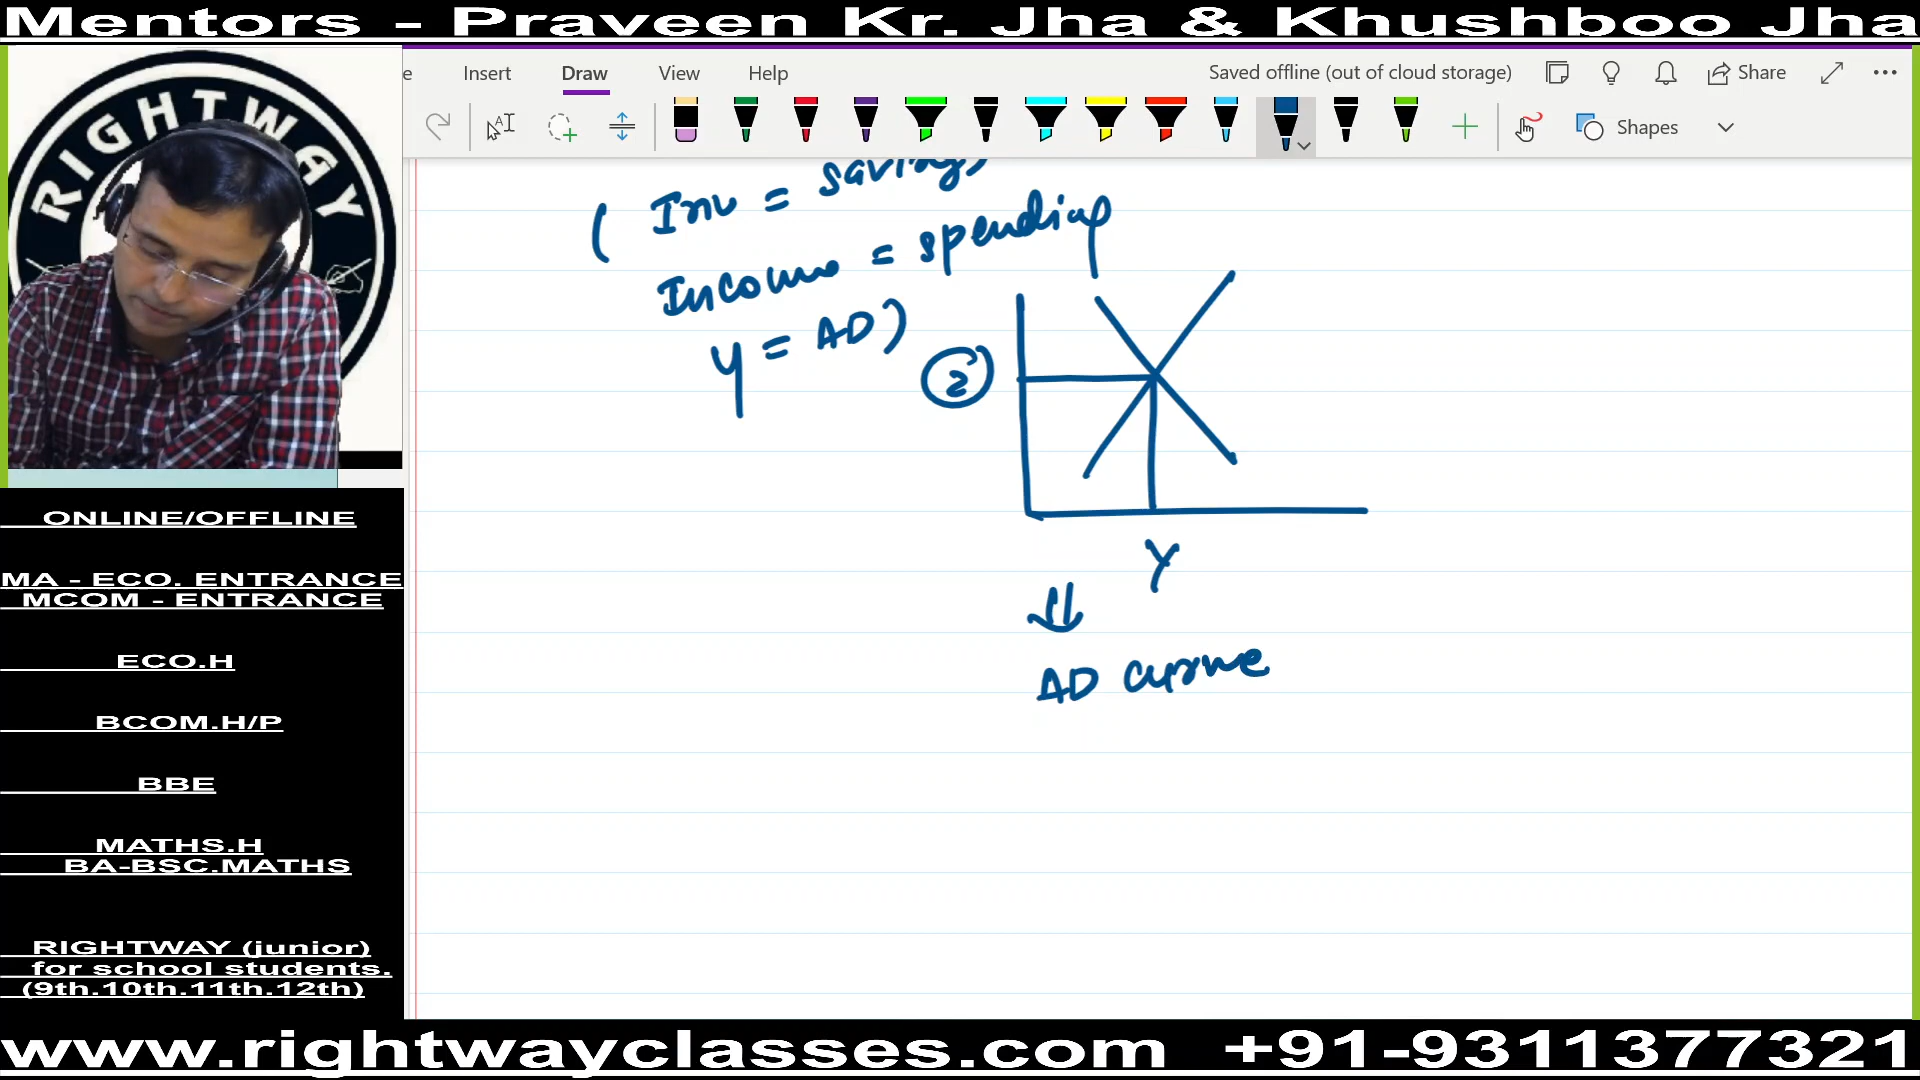 Mentors - Praveen Kr. Jha & Khushboo Jha
RIGHTWAY
Insert Draw View Help
Saved offline (out of cloud storage)
Share
Shapes
( Inv = Savings
Income = spending
y = AD)
2
Y
AD curve
ONLINE/OFFLINE
MA - ECO. ENTRANCE
MCOM - ENTRANCE
ECO.H
BCOM.H/P
BBE
MATHS.H
BA-BSC.MATHS
RIGHTWAY (junior)
for school students.
(9th.10th.11th.12th)
www.rightwayclasses.com +91-9311377321